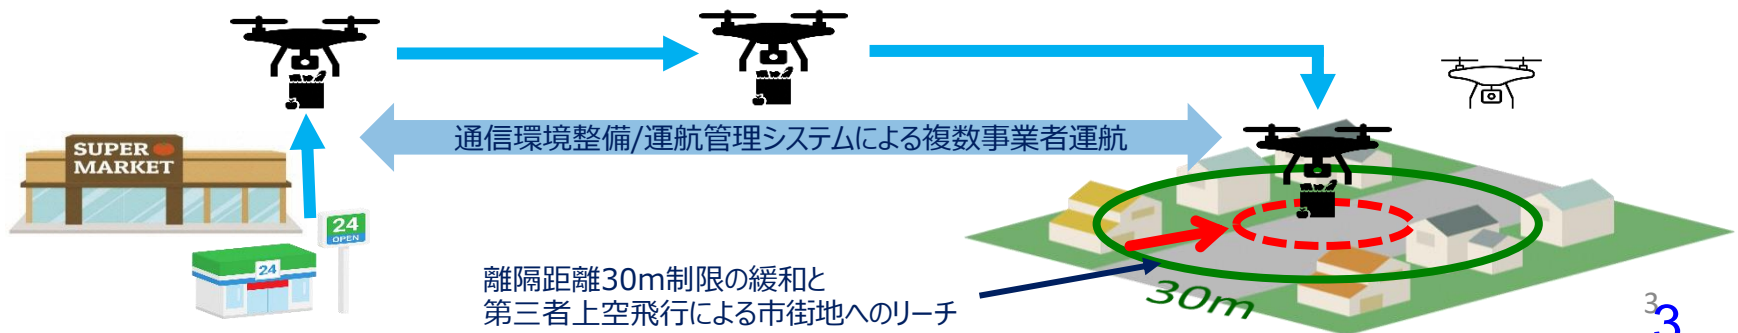 通信環境整備/運航管理システムによる複数事業者運航
SUPER
MARKET
24
OPEN
24
離隔距離30m制限の緩和と
第三者上空飛行による市街地へのリーチ
30m
3
3